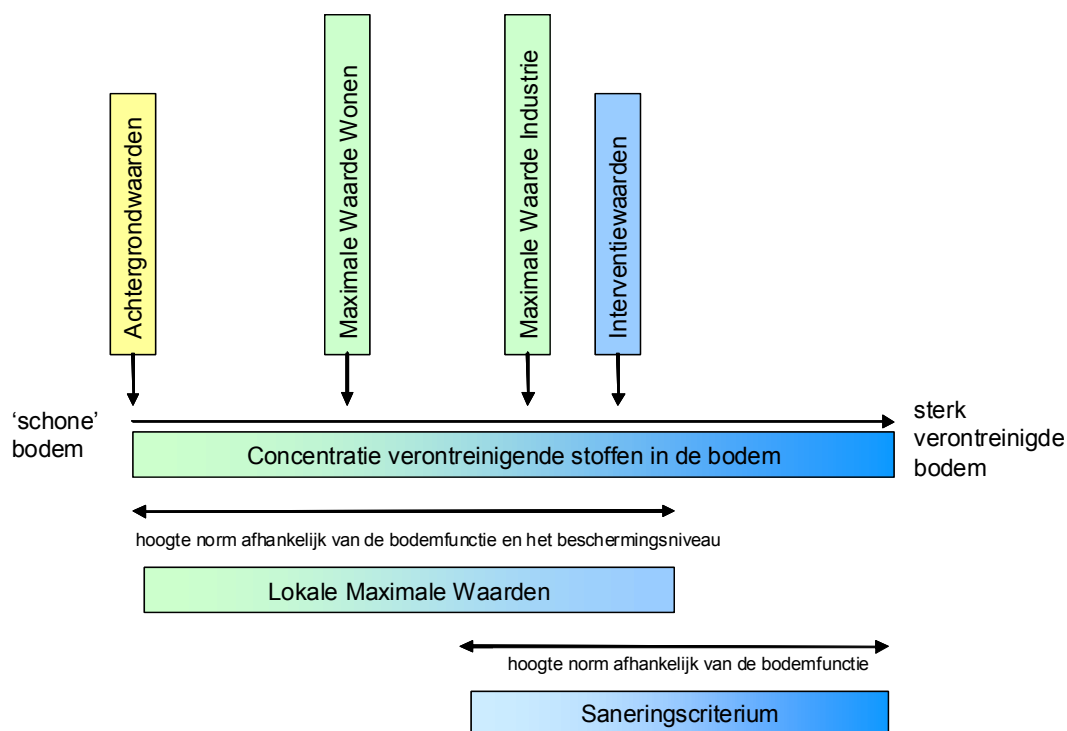 Achtergrondwaarden
Maximale Waarde Wonen
Maximale Waarde Industrie
Interventiewaarden
‘schone’
bodem
sterk
verontreinigde
bodem
Concentratie verontreinigende stoffen in de bodem
hoogte norm afhankelijk van de bodemfunctie en het beschermingsniveau
Lokale Maximale Waarden
hoogte norm afhankelijk van de bodemfunctie
Saneringscriterium